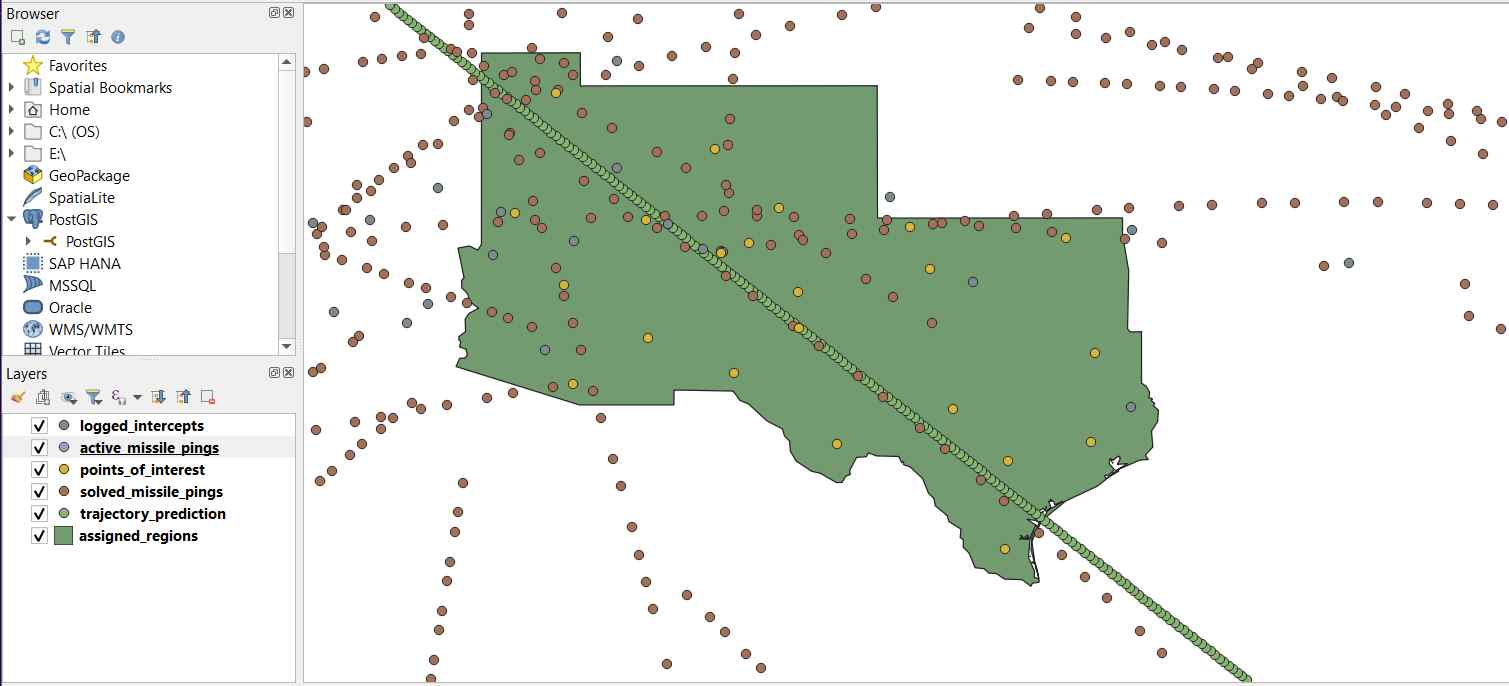 Browser
Favorites
Spatial Bookmarks
Home
C:\ (OS)
E:\
GeoPackage
SpatiaLite
PostGIS
PostGIS
SAP HANA
MSSQL
Oracle
WMS/WMTS
Vector Tiles
Layers
logged_intercepts
active_missile_pings
points_of_interest
solved_missile_pings
trajectory_prediction
assigned_regions